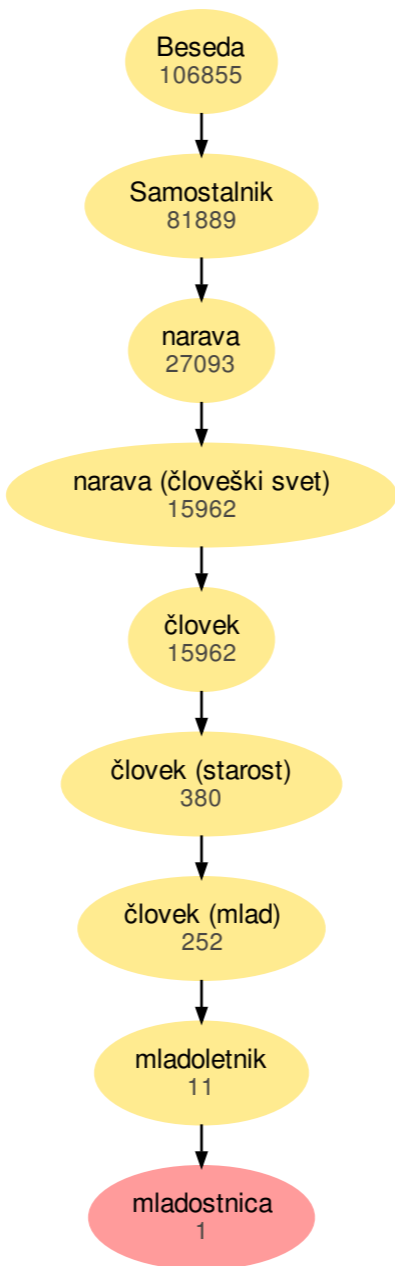 Beseda
106855
Samostalnik
81889
narava
27093
narava (človeški svet)
15962
človek
15962
človek (starost)
380
človek (mlad)
252
mladoletnik
11
mladostnica
1